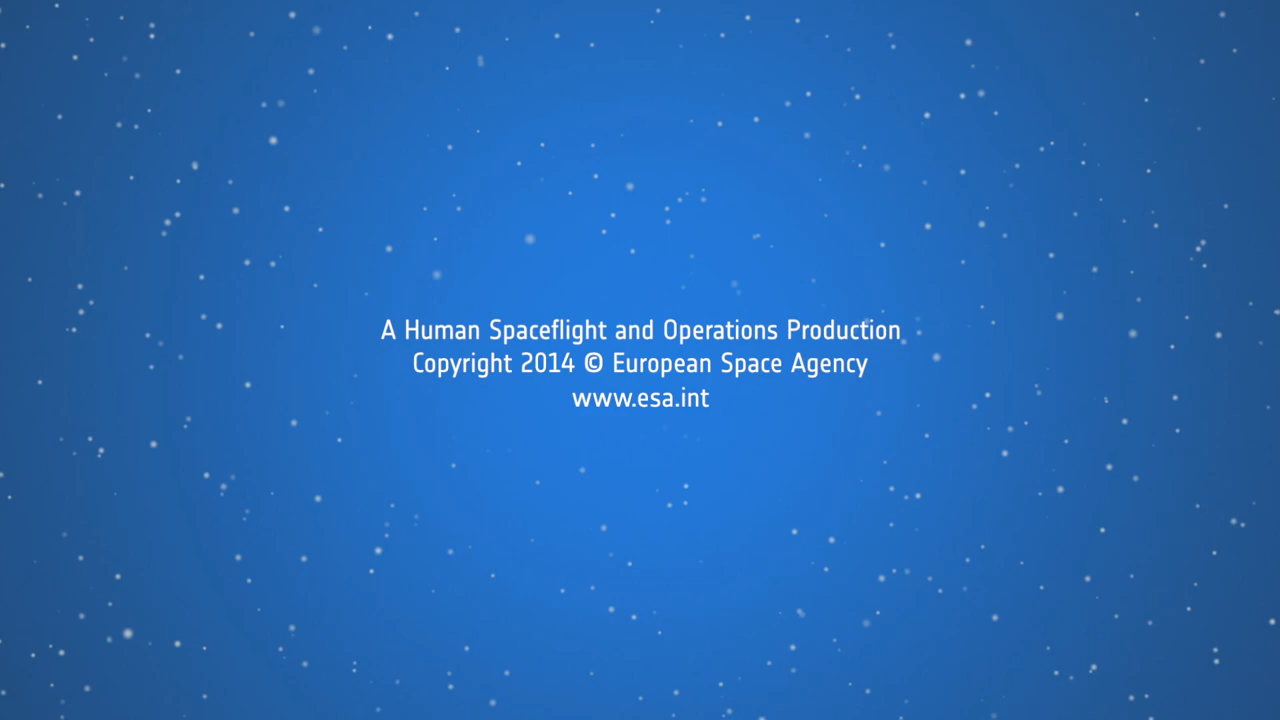 A Human Spaceflight and Operations Production
Copyright 2014 © European Space Agency
www.esa.int